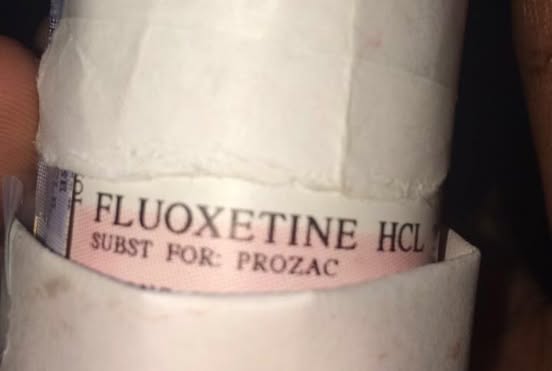 FLUOXETINE HCL
SUBST FOR: PROZAC